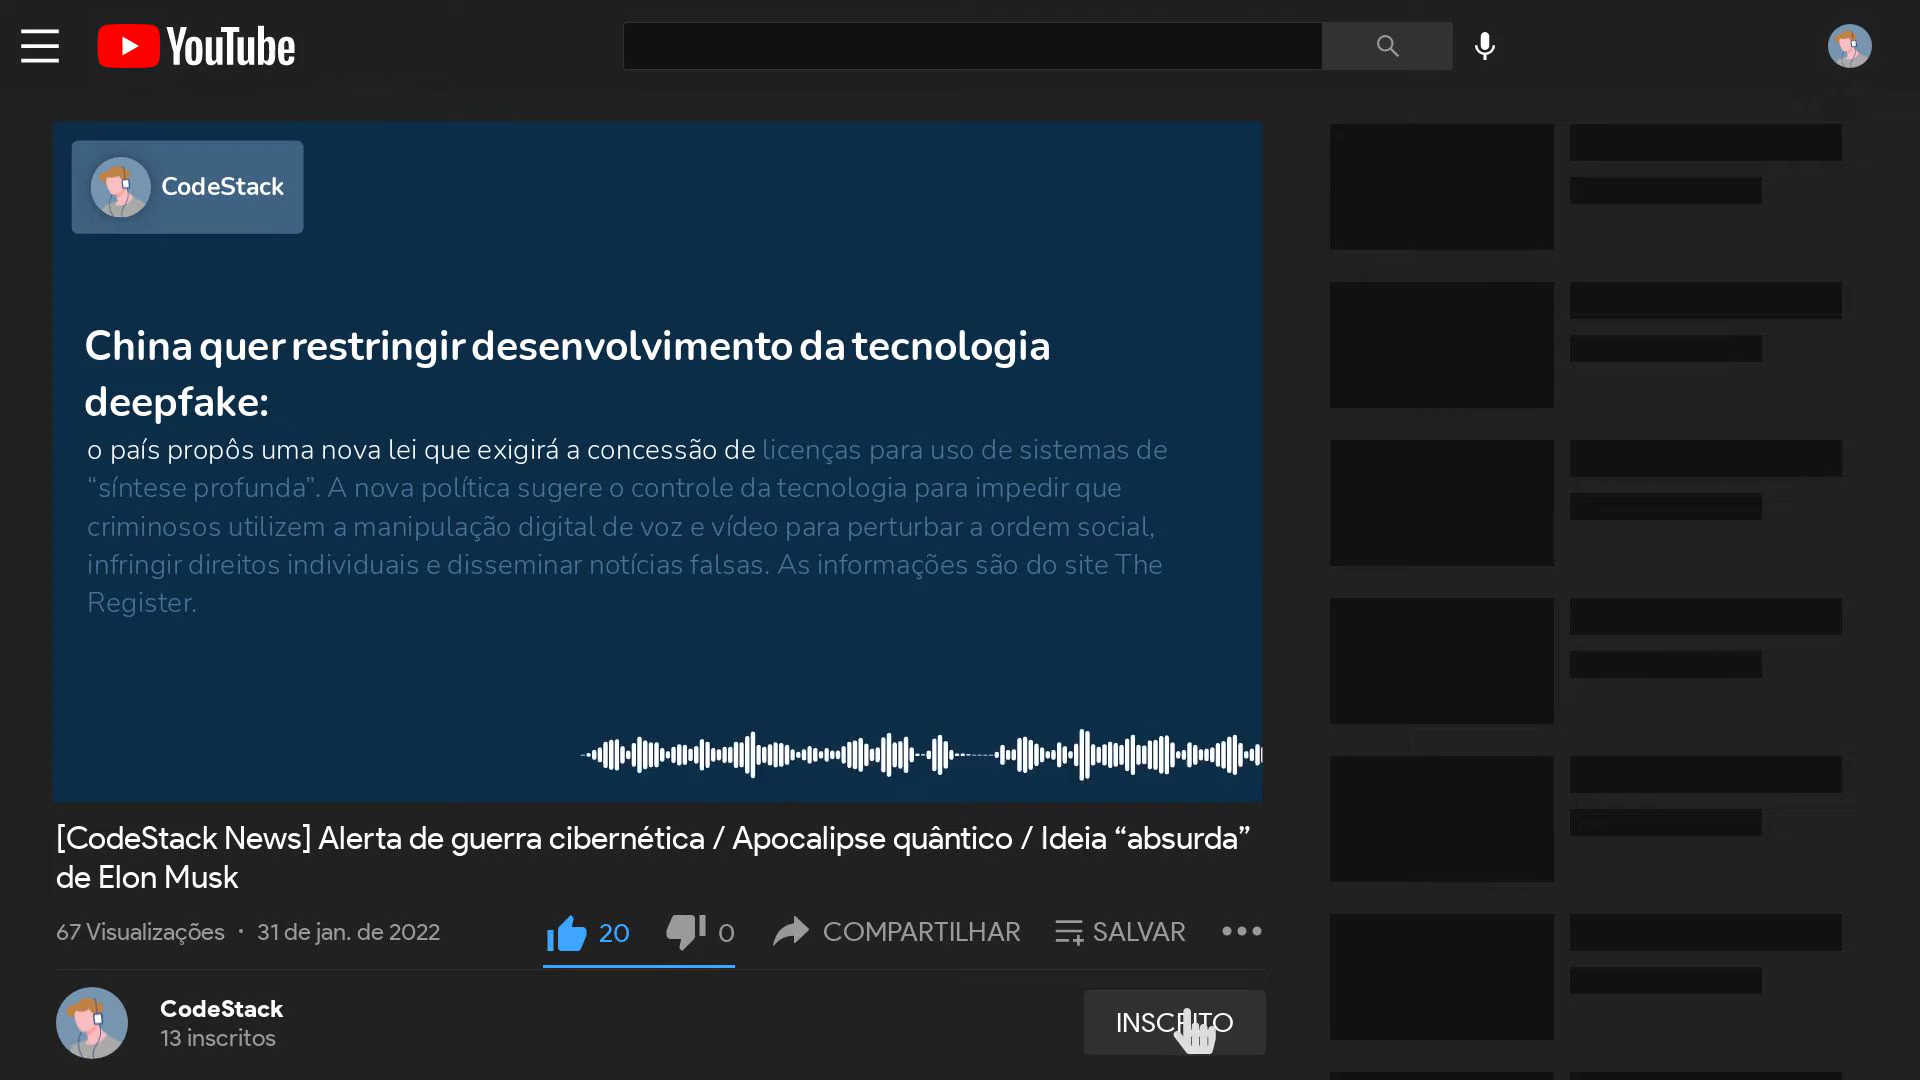 YouTube
CodeStack
China quer restringir desenvolvimento da tecnologia
deepfake:
o país propôs uma nova lei que exigirá a concessão de licenças para uso de sistemas de
“síntese profunda”. A nova política sugere o controle da tecnologia para impedir que
criminosos utilizem a manipulação digital de voz e vídeo para perturbar a ordem social,
infringir direitos individuais e disseminar notícias falsas. As informações são do site The
Register.
[CodeStack News] Alerta de guerra cibernética / Apocalipse quântico / Ideia “absurda”
de Elon Musk
67 Visualizações · 31 de jan. de 2022 20 0 COMPARTILHAR SALVAR
CodeStack
13 inscritos
INSCRITO